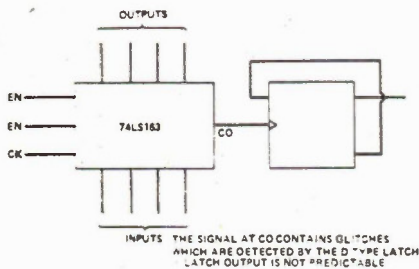 OUTPUTS
EN
EN
CK
74LS163
CO
INPUTS
THE SIGNAL AT CO CONTAINS GLITCHES
WHICH ARE DETECTED BY THE D TYPE LATCH
LATCH OUTPUT IS NOT PREDICTABLE